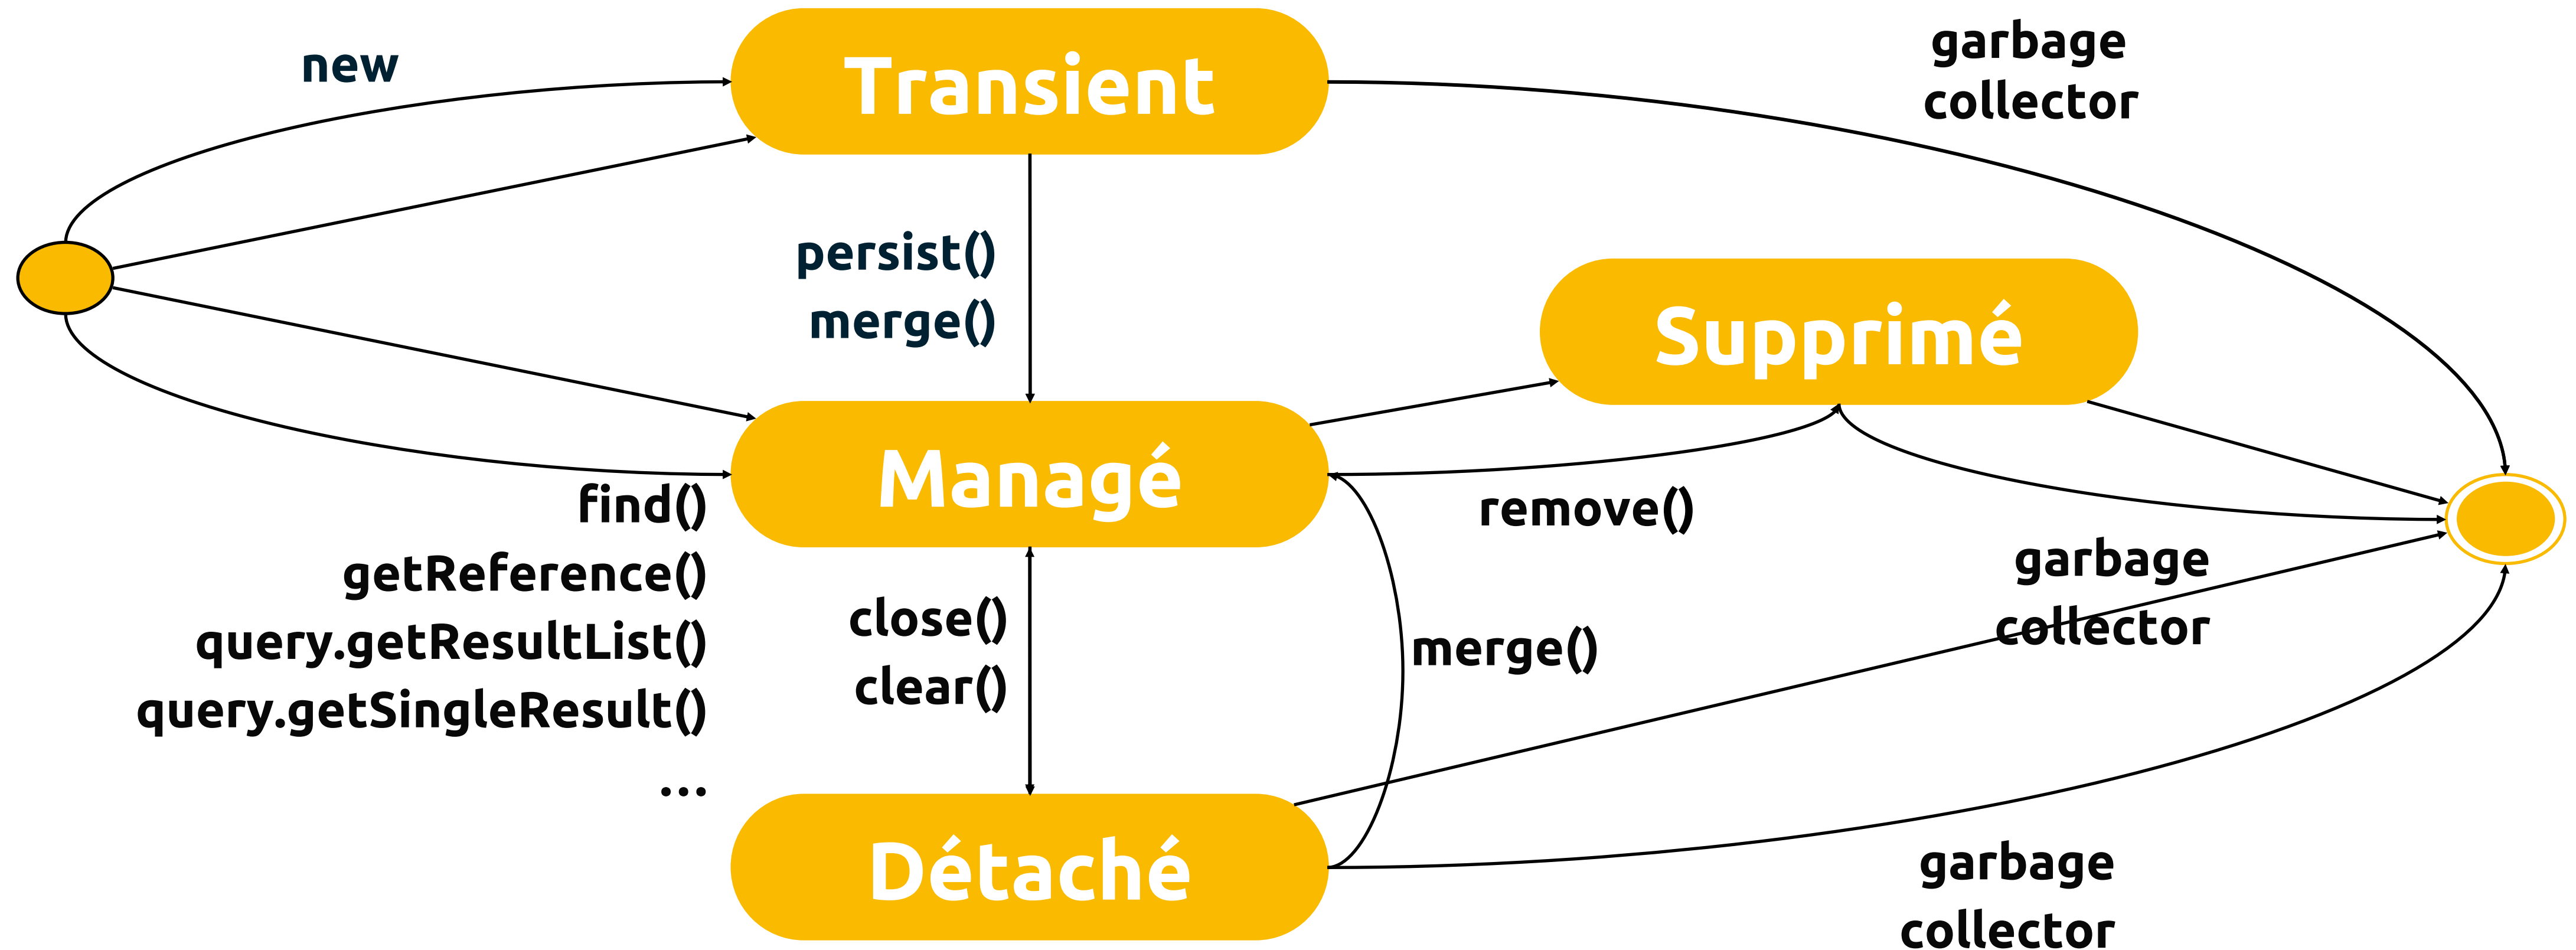 new
Transient
garbage
collector
persist()
merge()
Supprimé
Managé
find()
getReference()
query.getResultList()
query.getSingleResult()
...
remove()
close()
clear()
merge()
garbage
collector
Détaché
garbage
collector